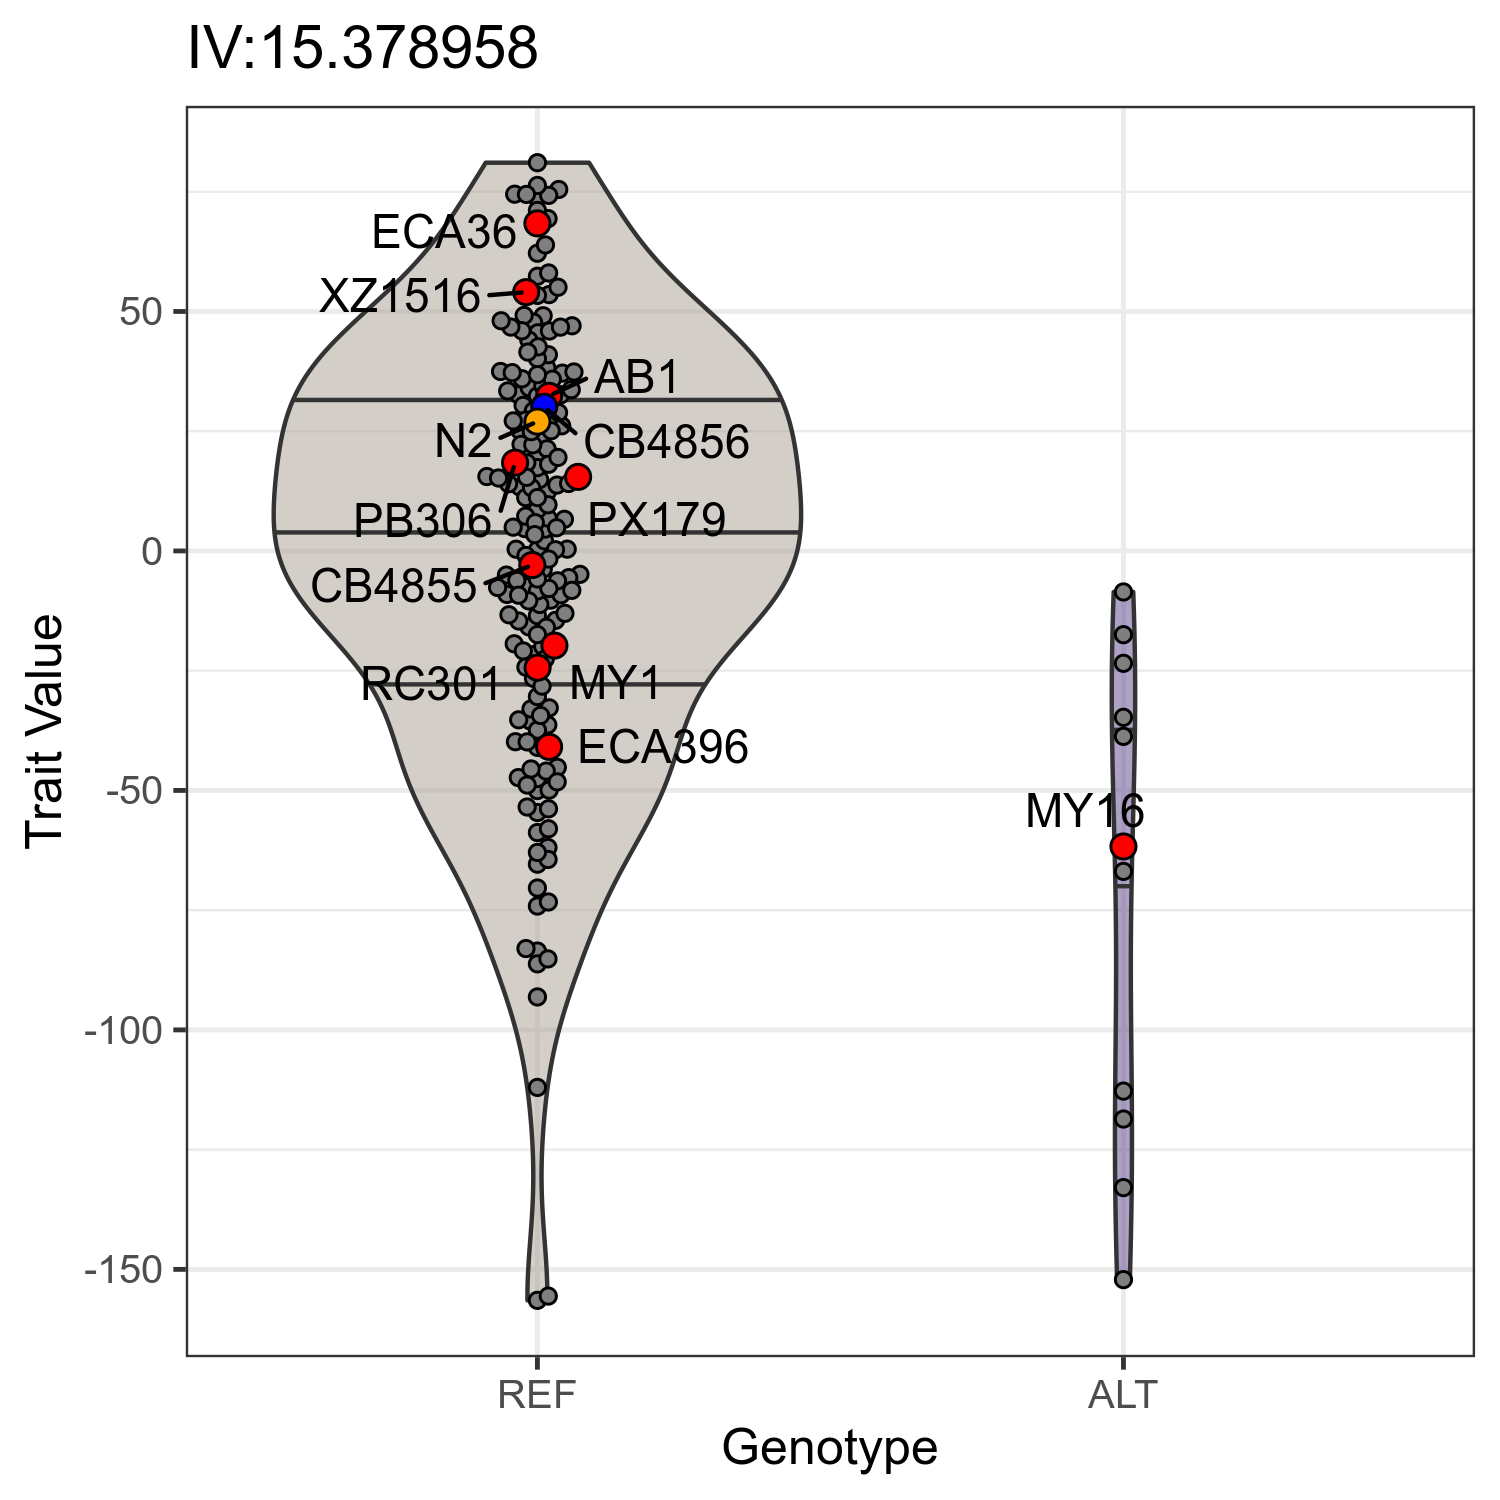 IV:15.378958
ECA36
XZ1516
AB1
N2
CB4856
PB306
PX179
CB4855
RC301
MY1
ECA396
MY16
50
0
-50
-100
-150
Trait Value
REF
ALT
Genotype